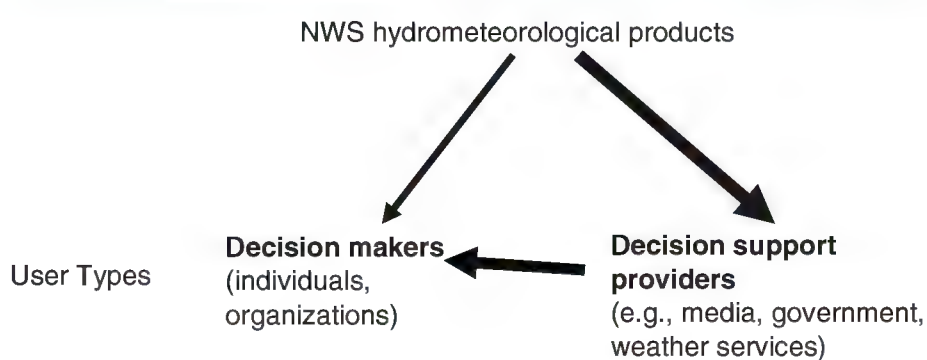 NWS hydrometeorological products
User Types
Decision makers
(individuals,
organizations)
Decision support
providers
(e.g., media, government,
weather services)